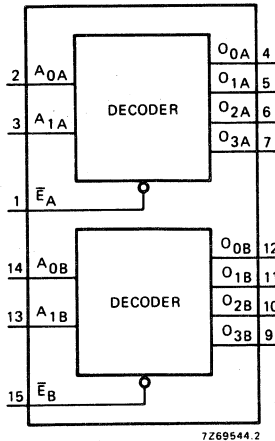 2 A0A
3 A1A
1 ĒA
DECODER
O0A 4
O1A 5
O2A 6
O3A 7
14 A0B
13 A1B
15 ĒB
DECODER
O0B 12
O1B 11
O2B 10
O3B 9
7Z69544.2